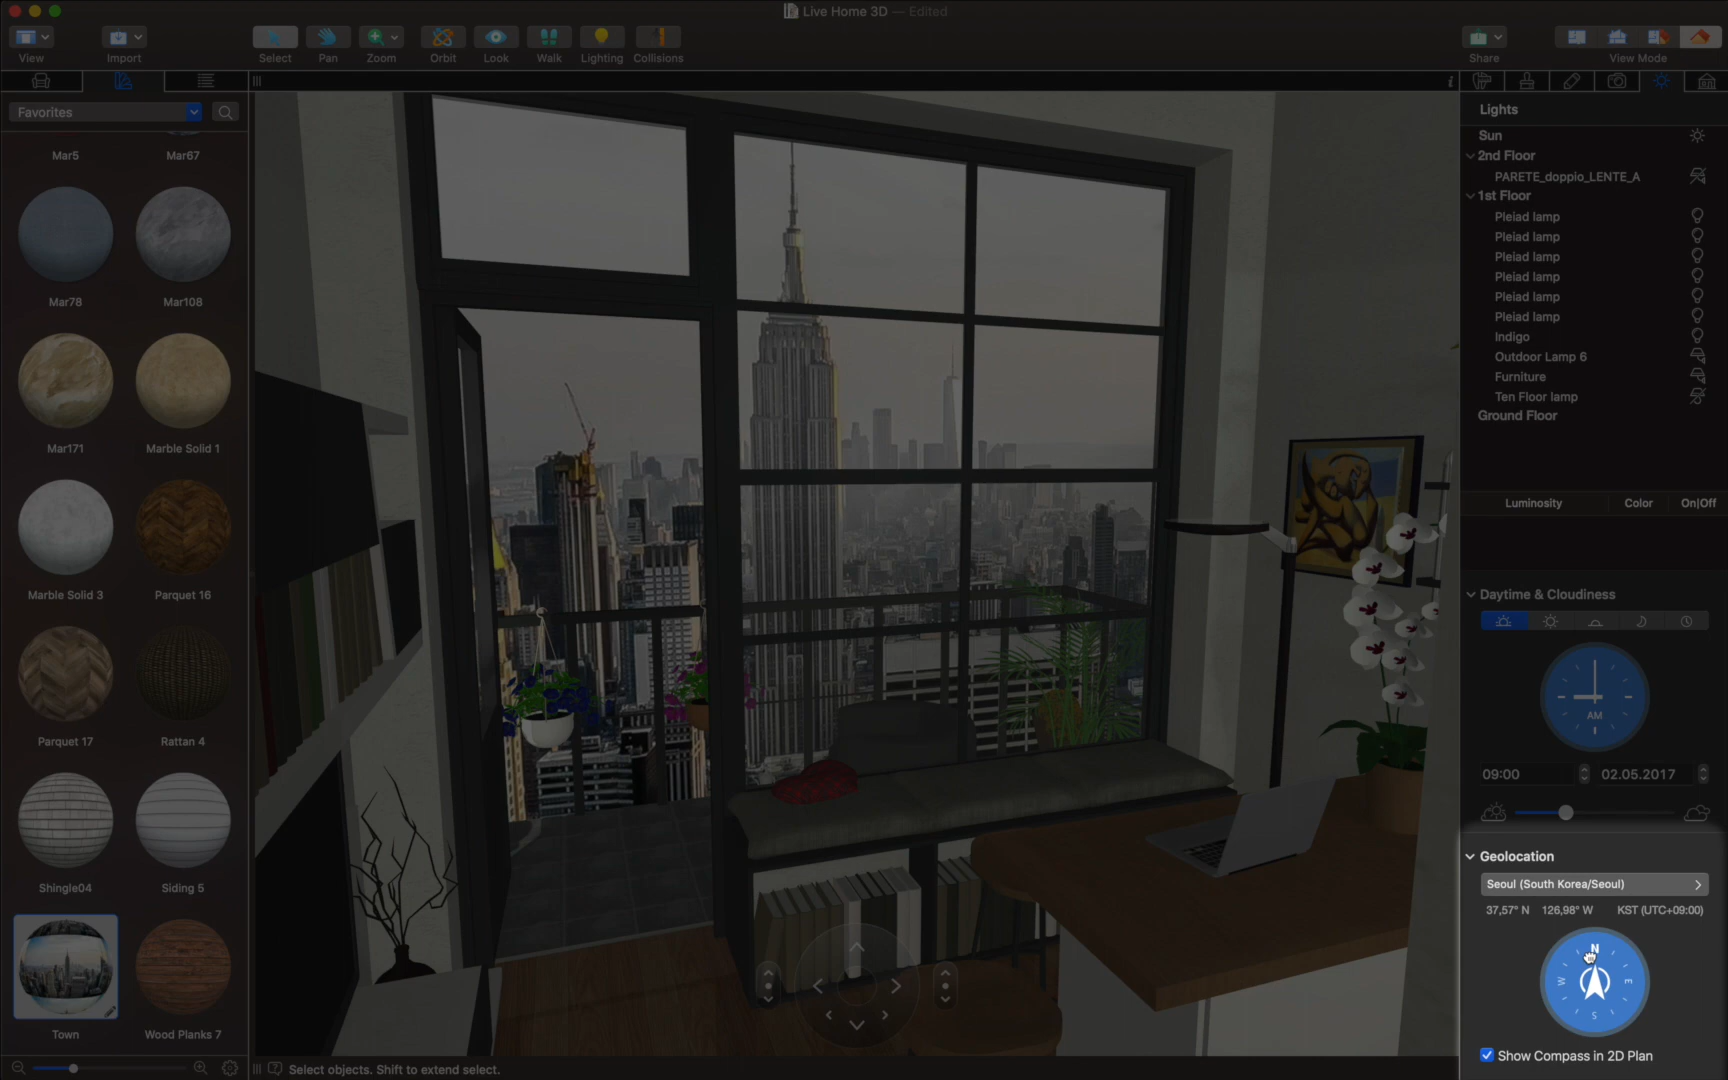 Live Home 3D — Edited
View
Import
Select
Pan
Zoom
Orbit
Look
Walk
Lighting
Collisions
Share
View Mode
Favorites
Mar5
Mar67
Mar78
Mar108
Mar171
Marble Solid 1
Marble Solid 3
Parquet 16
Parquet 17
Rattan 4
Shingle04
Siding 5
Town
Wood Planks 7
Select objects. Shift to extend select.
i
Lights
Sun
2nd Floor
PARETE_doppio_LENTE_A
1st Floor
Pleiad lamp
Pleiad lamp
Pleiad lamp
Pleiad lamp
Pleiad lamp
Pleiad lamp
Indigo
Outdoor Lamp 6
Furniture
Ten Floor lamp
Ground Floor
Luminosity Color On|Off
Daytime & Cloudiness
AM
09:00 02.05.2017
Geolocation
Seoul (South Korea/Seoul)
37,57° N 126,98° W KST (UTC+09:00)
N
W E
S
Show Compass in 2D Plan